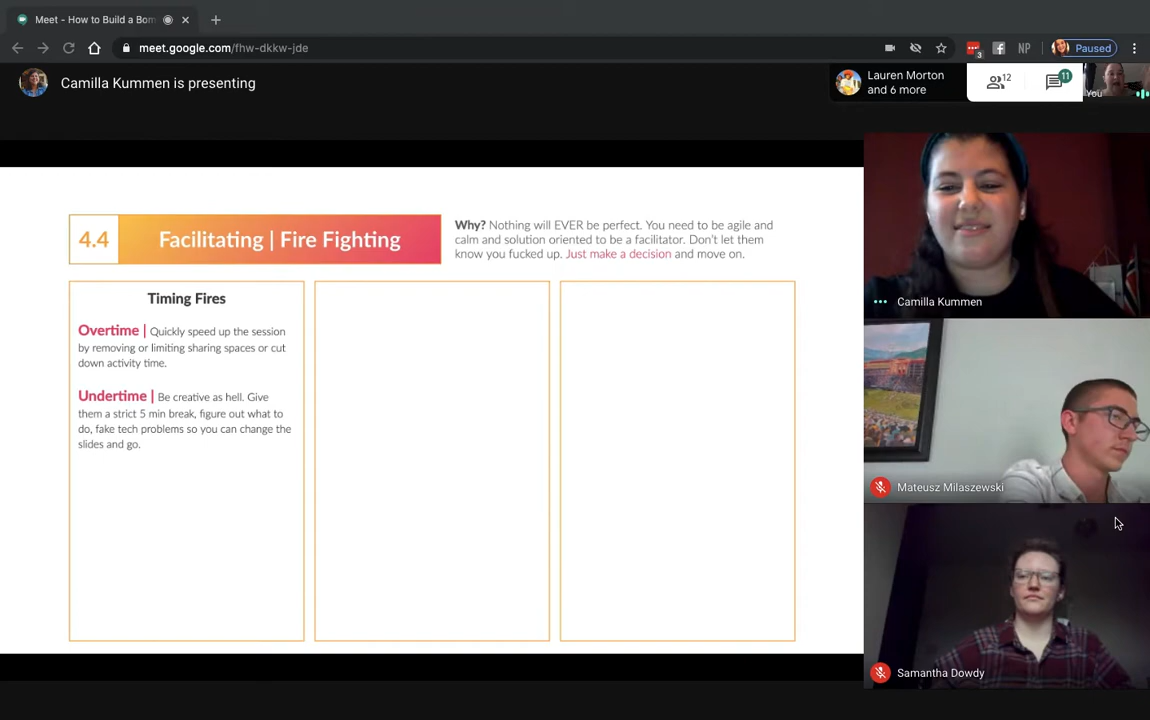 Meet - How to Build a Bom
meet.google.com/fhw-dkkw-jde
3
NP
Paused
Camilla Kummen is presenting
Lauren Morton
and 6 more
12
11
You
4.4
Facilitating | Fire Fighting
Why? Nothing will EVER be perfect. You need to be agile and
calm and solution oriented to be a facilitator. Don't let them
know you fucked up. Just make a decision and move on.
Timing Fires
Overtime | Quickly speed up the session
by removing or limiting sharing spaces or cut
down activity time.
Undertime | Be creative as hell. Give
them a strict 5 min break, figure out what to
do, fake tech problems so you can change the
slides and go.
Camilla Kummen
Mateusz Milaszewski
Samantha Dowdy